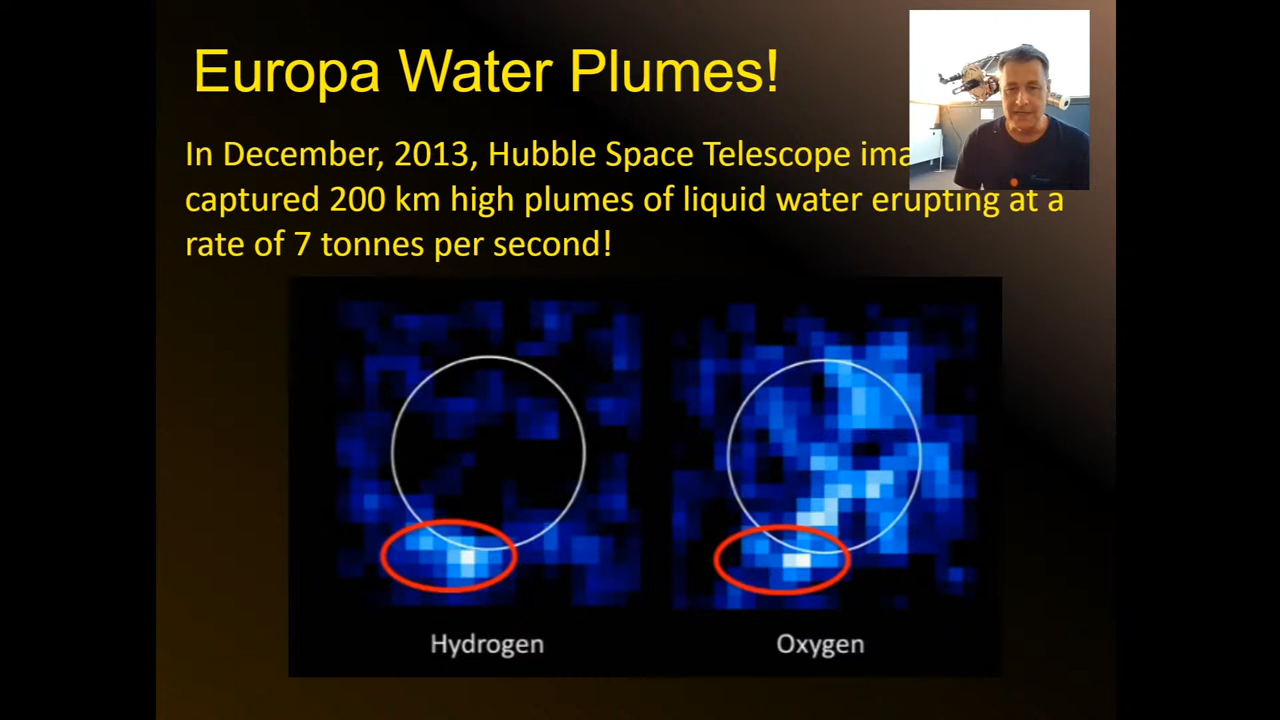 Europa Water Plumes!
In December, 2013, Hubble Space Telescope
captured 200 km high plumes of liquid water erupting at a
rate of 7 tonnes per second!
Hydrogen
Oxygen